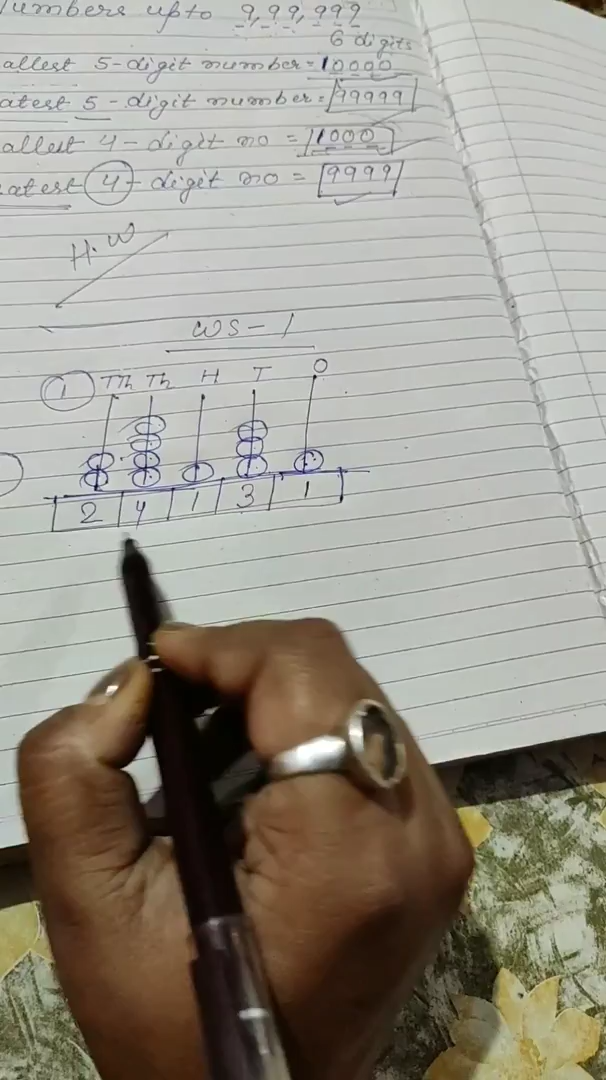 Numbers upto 9,99,999
6 digits
allest 5-digit number = 10000
atest 5-digit number = 99999
allest 4-digit no = 1000
atest 4-digit no = 9999
H.W
WS-1
1 TTh Th H T O
2 4 1 3 1